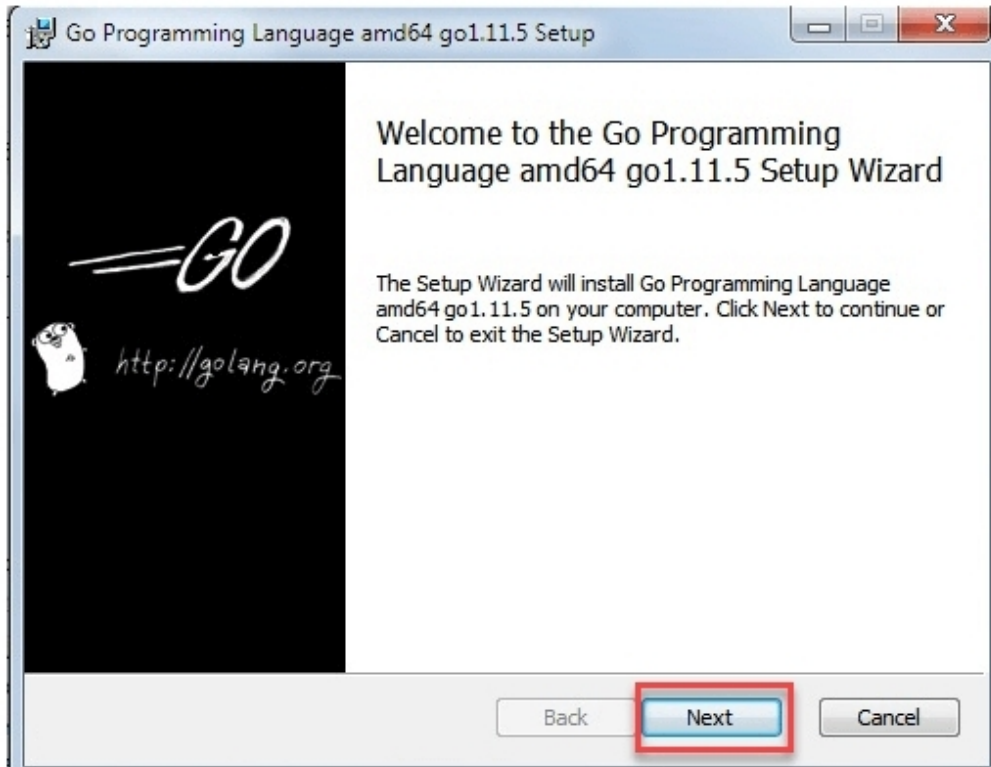 Go Programming Language amd64 go1.11.5 Setup
Welcome to the Go Programming
Language amd64 go1.11.5 Setup Wizard
GO
http://golang.org
The Setup Wizard will install Go Programming Language
amd64 go1.11.5 on your computer. Click Next to continue or
Cancel to exit the Setup Wizard.
Back Next Cancel